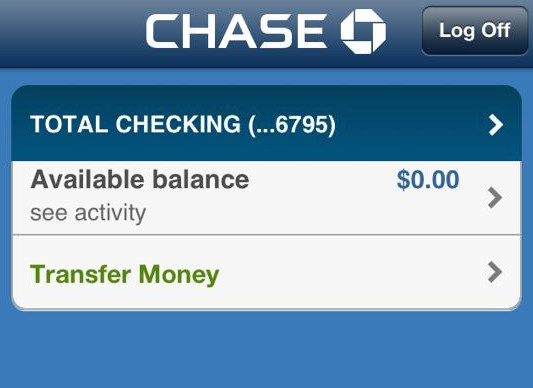 CHASE
Log Off
TOTAL CHECKING (...6795)
Available balance $0.00
see activity
Transfer Money